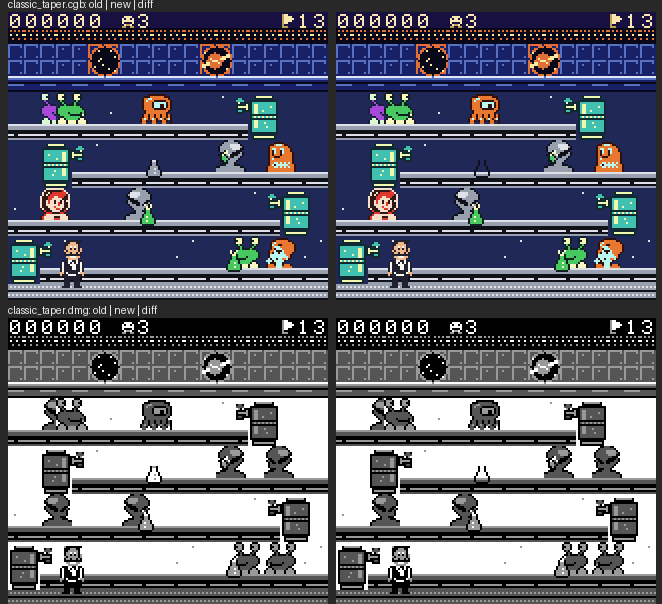 classic_taper.cgb: old | new | diff
000000 3 13 000000 3 13
classic_taper.dmg: old | new | diff
000000 3 13 000000 3 13